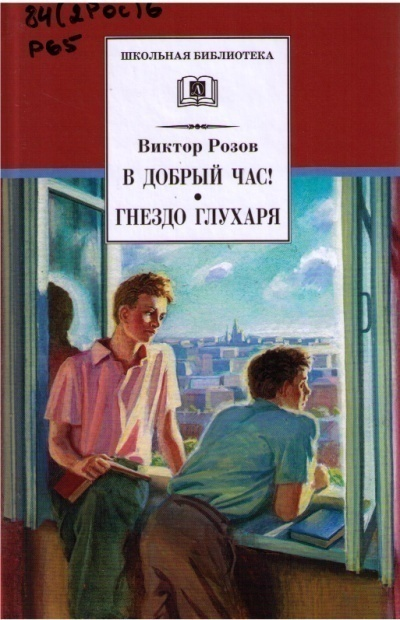 84(2Рос)6
Р65
ШКОЛЬНАЯ БИБЛИОТЕКА
Виктор Розов
В ДОБРЫЙ ЧАС!
•
ГНЕЗДО ГЛУХАРЯ